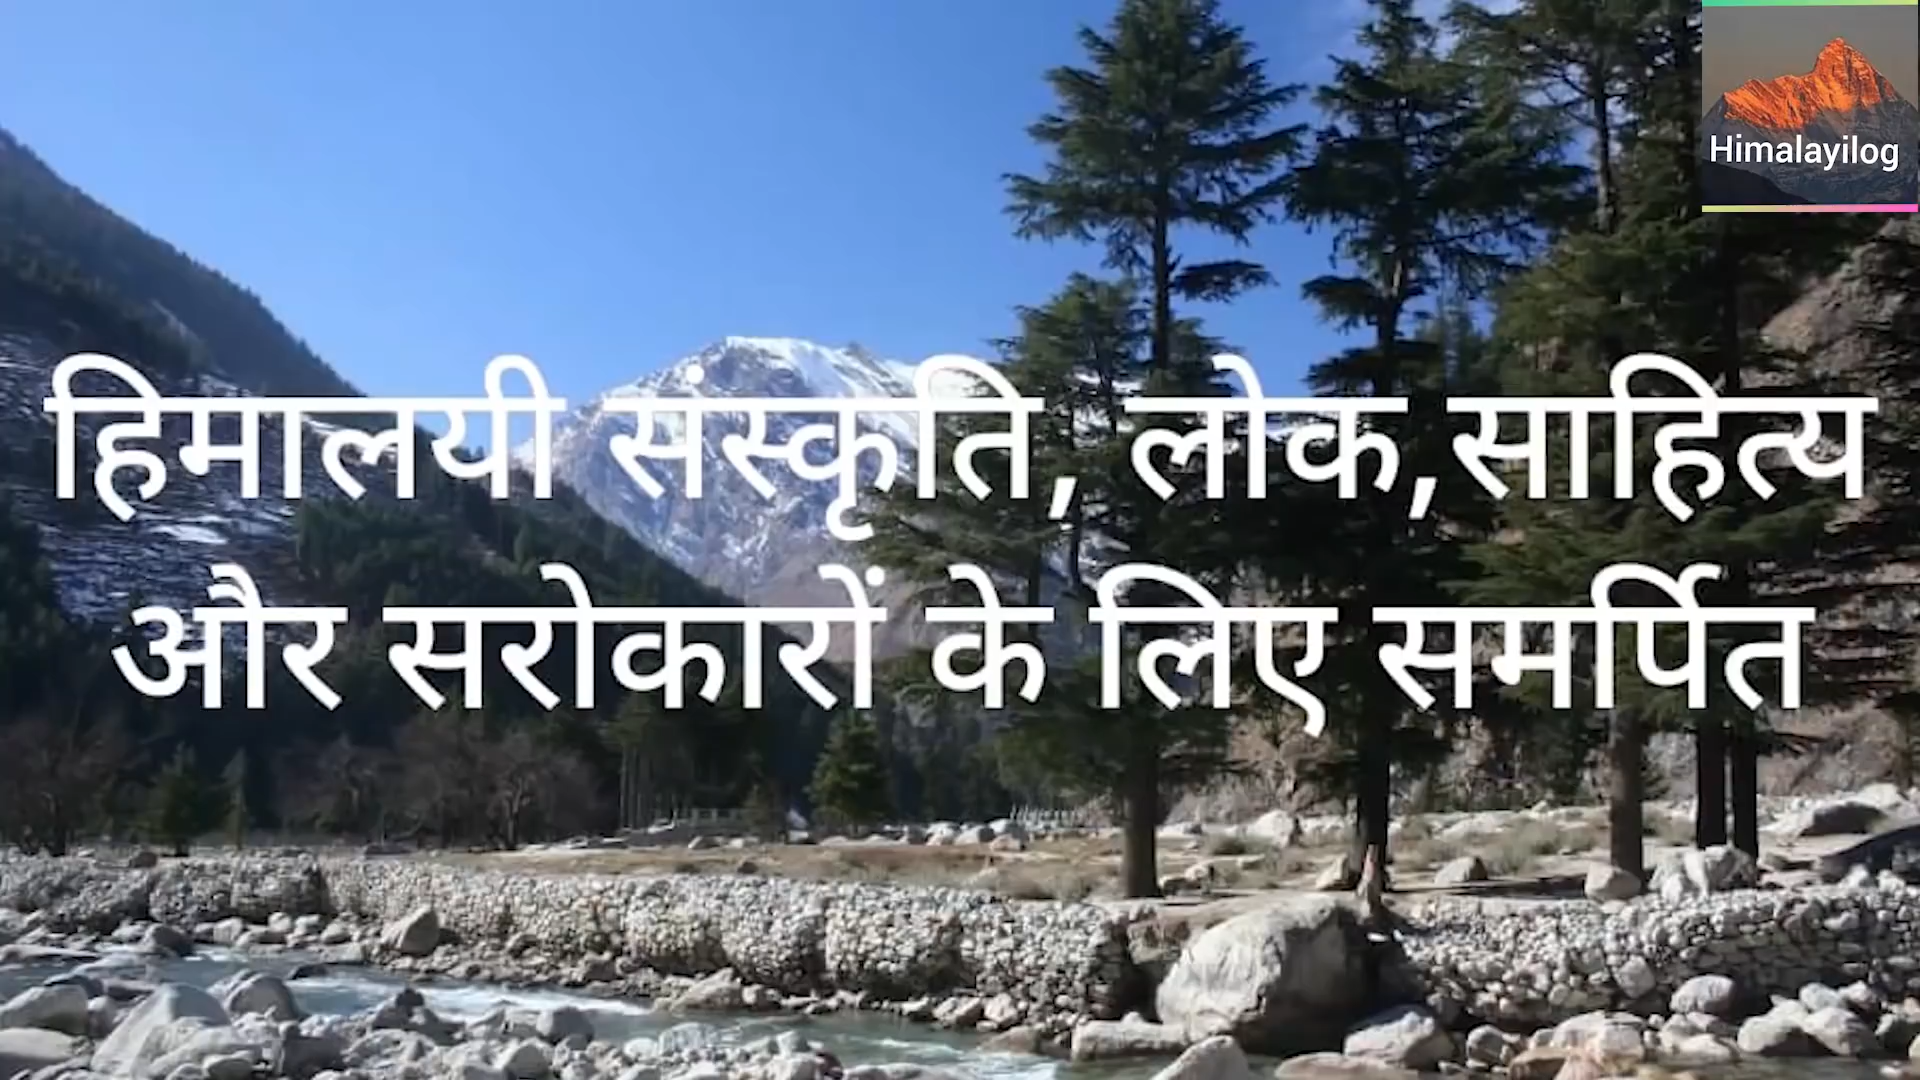 Himalayilog
हिमालयी संस्कृति, लोक,साहित्य
और सरोकारों के लिए समर्पित